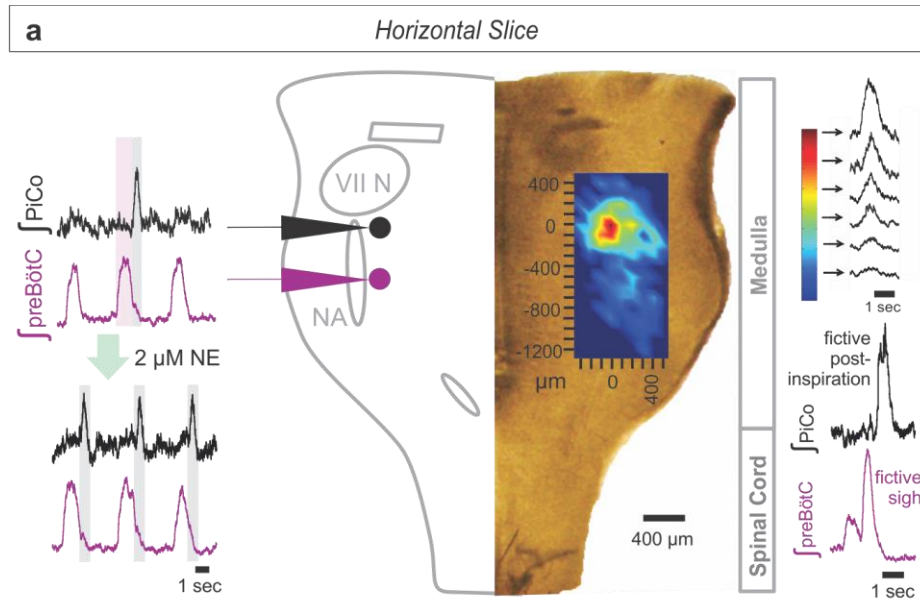 a
Horizontal Slice
∫PiCo
∫preBötC
2 µM NE
1 sec
VII N
NA
400
0
-400
-800
-1200
µm
0
400
400 µm
Medulla
Spinal Cord
1 sec
fictive
post-
inspiration
∫PiCo
fictive
sigh
∫preBötC
1 sec